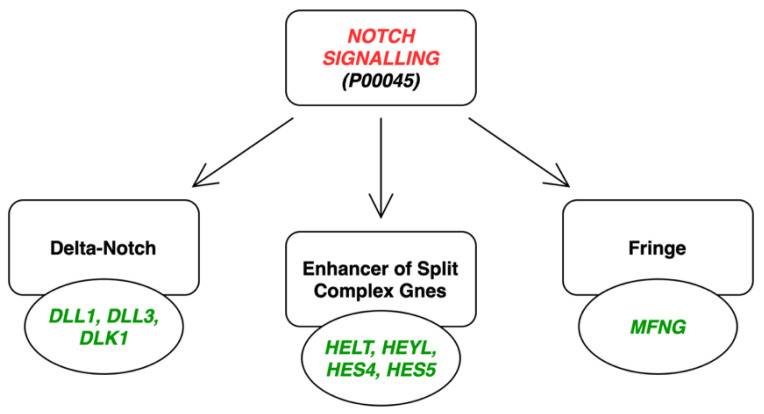 NOTCH
SIGNALLING
(P00045)
Delta-Notch
DLL1, DLL3,
DLK1
Enhancer of Split
Complex Gnes
HELT, HEYL,
HES4, HES5
Fringe
MFNG